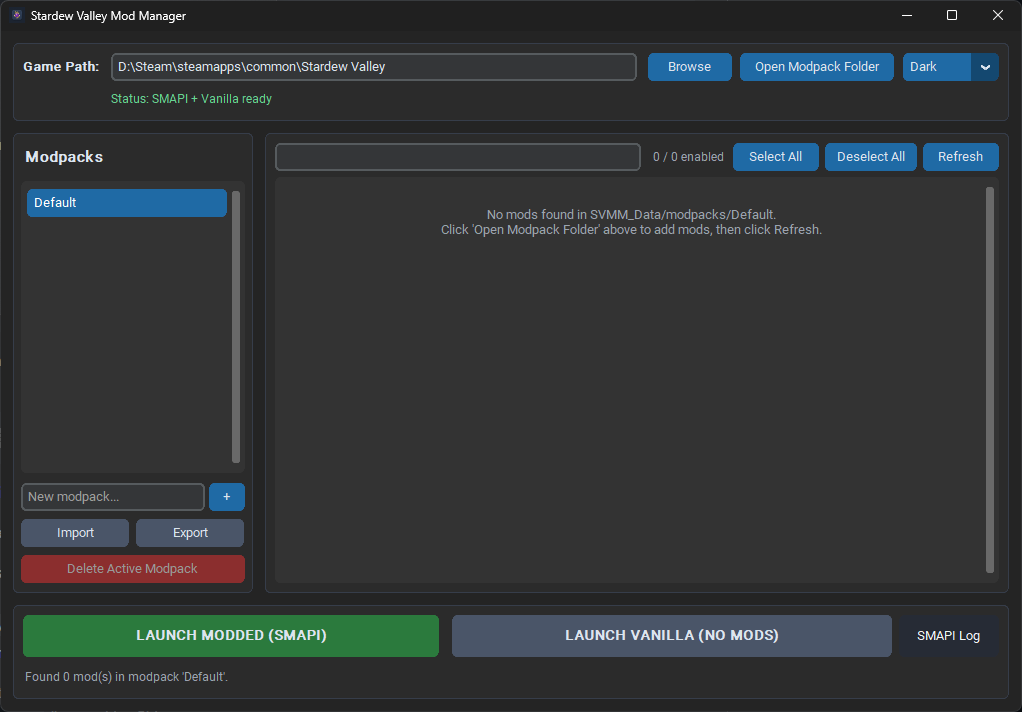 Stardew Valley Mod Manager
Game Path: D:\Steam\steamapps\common\Stardew Valley Browse Open Modpack Folder Dark
Status: SMAPI + Vanilla ready
Modpacks
0 / 0 enabled Select All Deselect All Refresh
Default
No mods found in SVMM_Data/modpacks/Default.
Click 'Open Modpack Folder' above to add mods, then click Refresh.
New modpack... +
Import Export
Delete Active Modpack
LAUNCH MODDED (SMAPI) LAUNCH VANILLA (NO MODS) SMAPI Log
Found 0 mod(s) in modpack 'Default'.